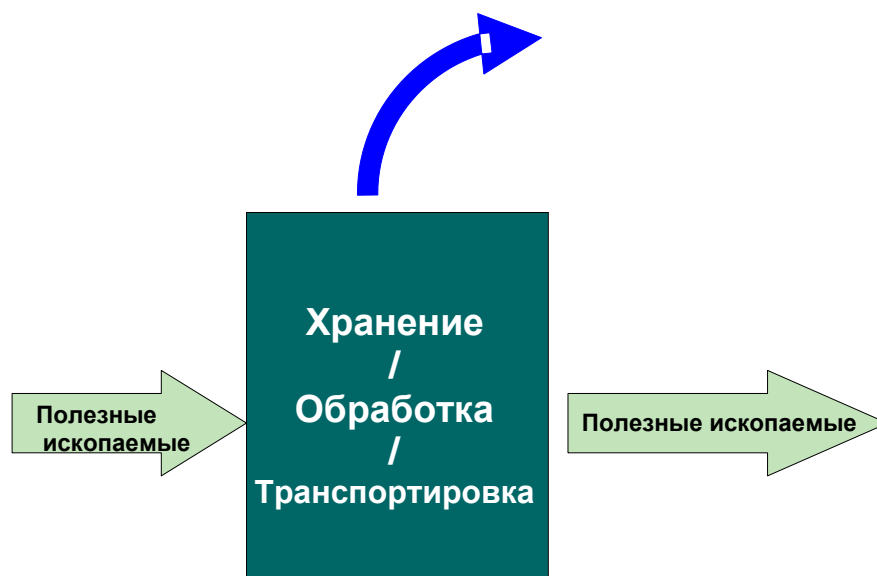 Хранение
/
Обработка
/
Транспортировка
Полезные
ископаемые
Полезные ископаемые